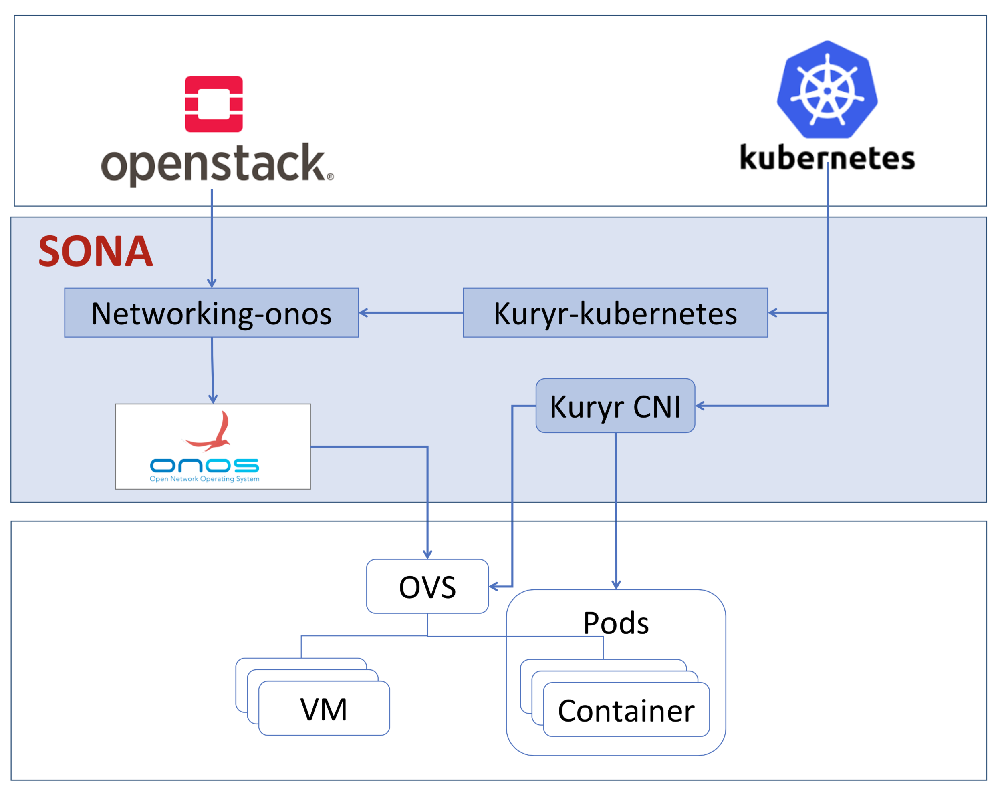 openstack®
kubernetes
SONA
Networking-onos
Kuryr-kubernetes
Kuryr CNI
onos
Open Network Operating System
OVS
Pods
VM
Container